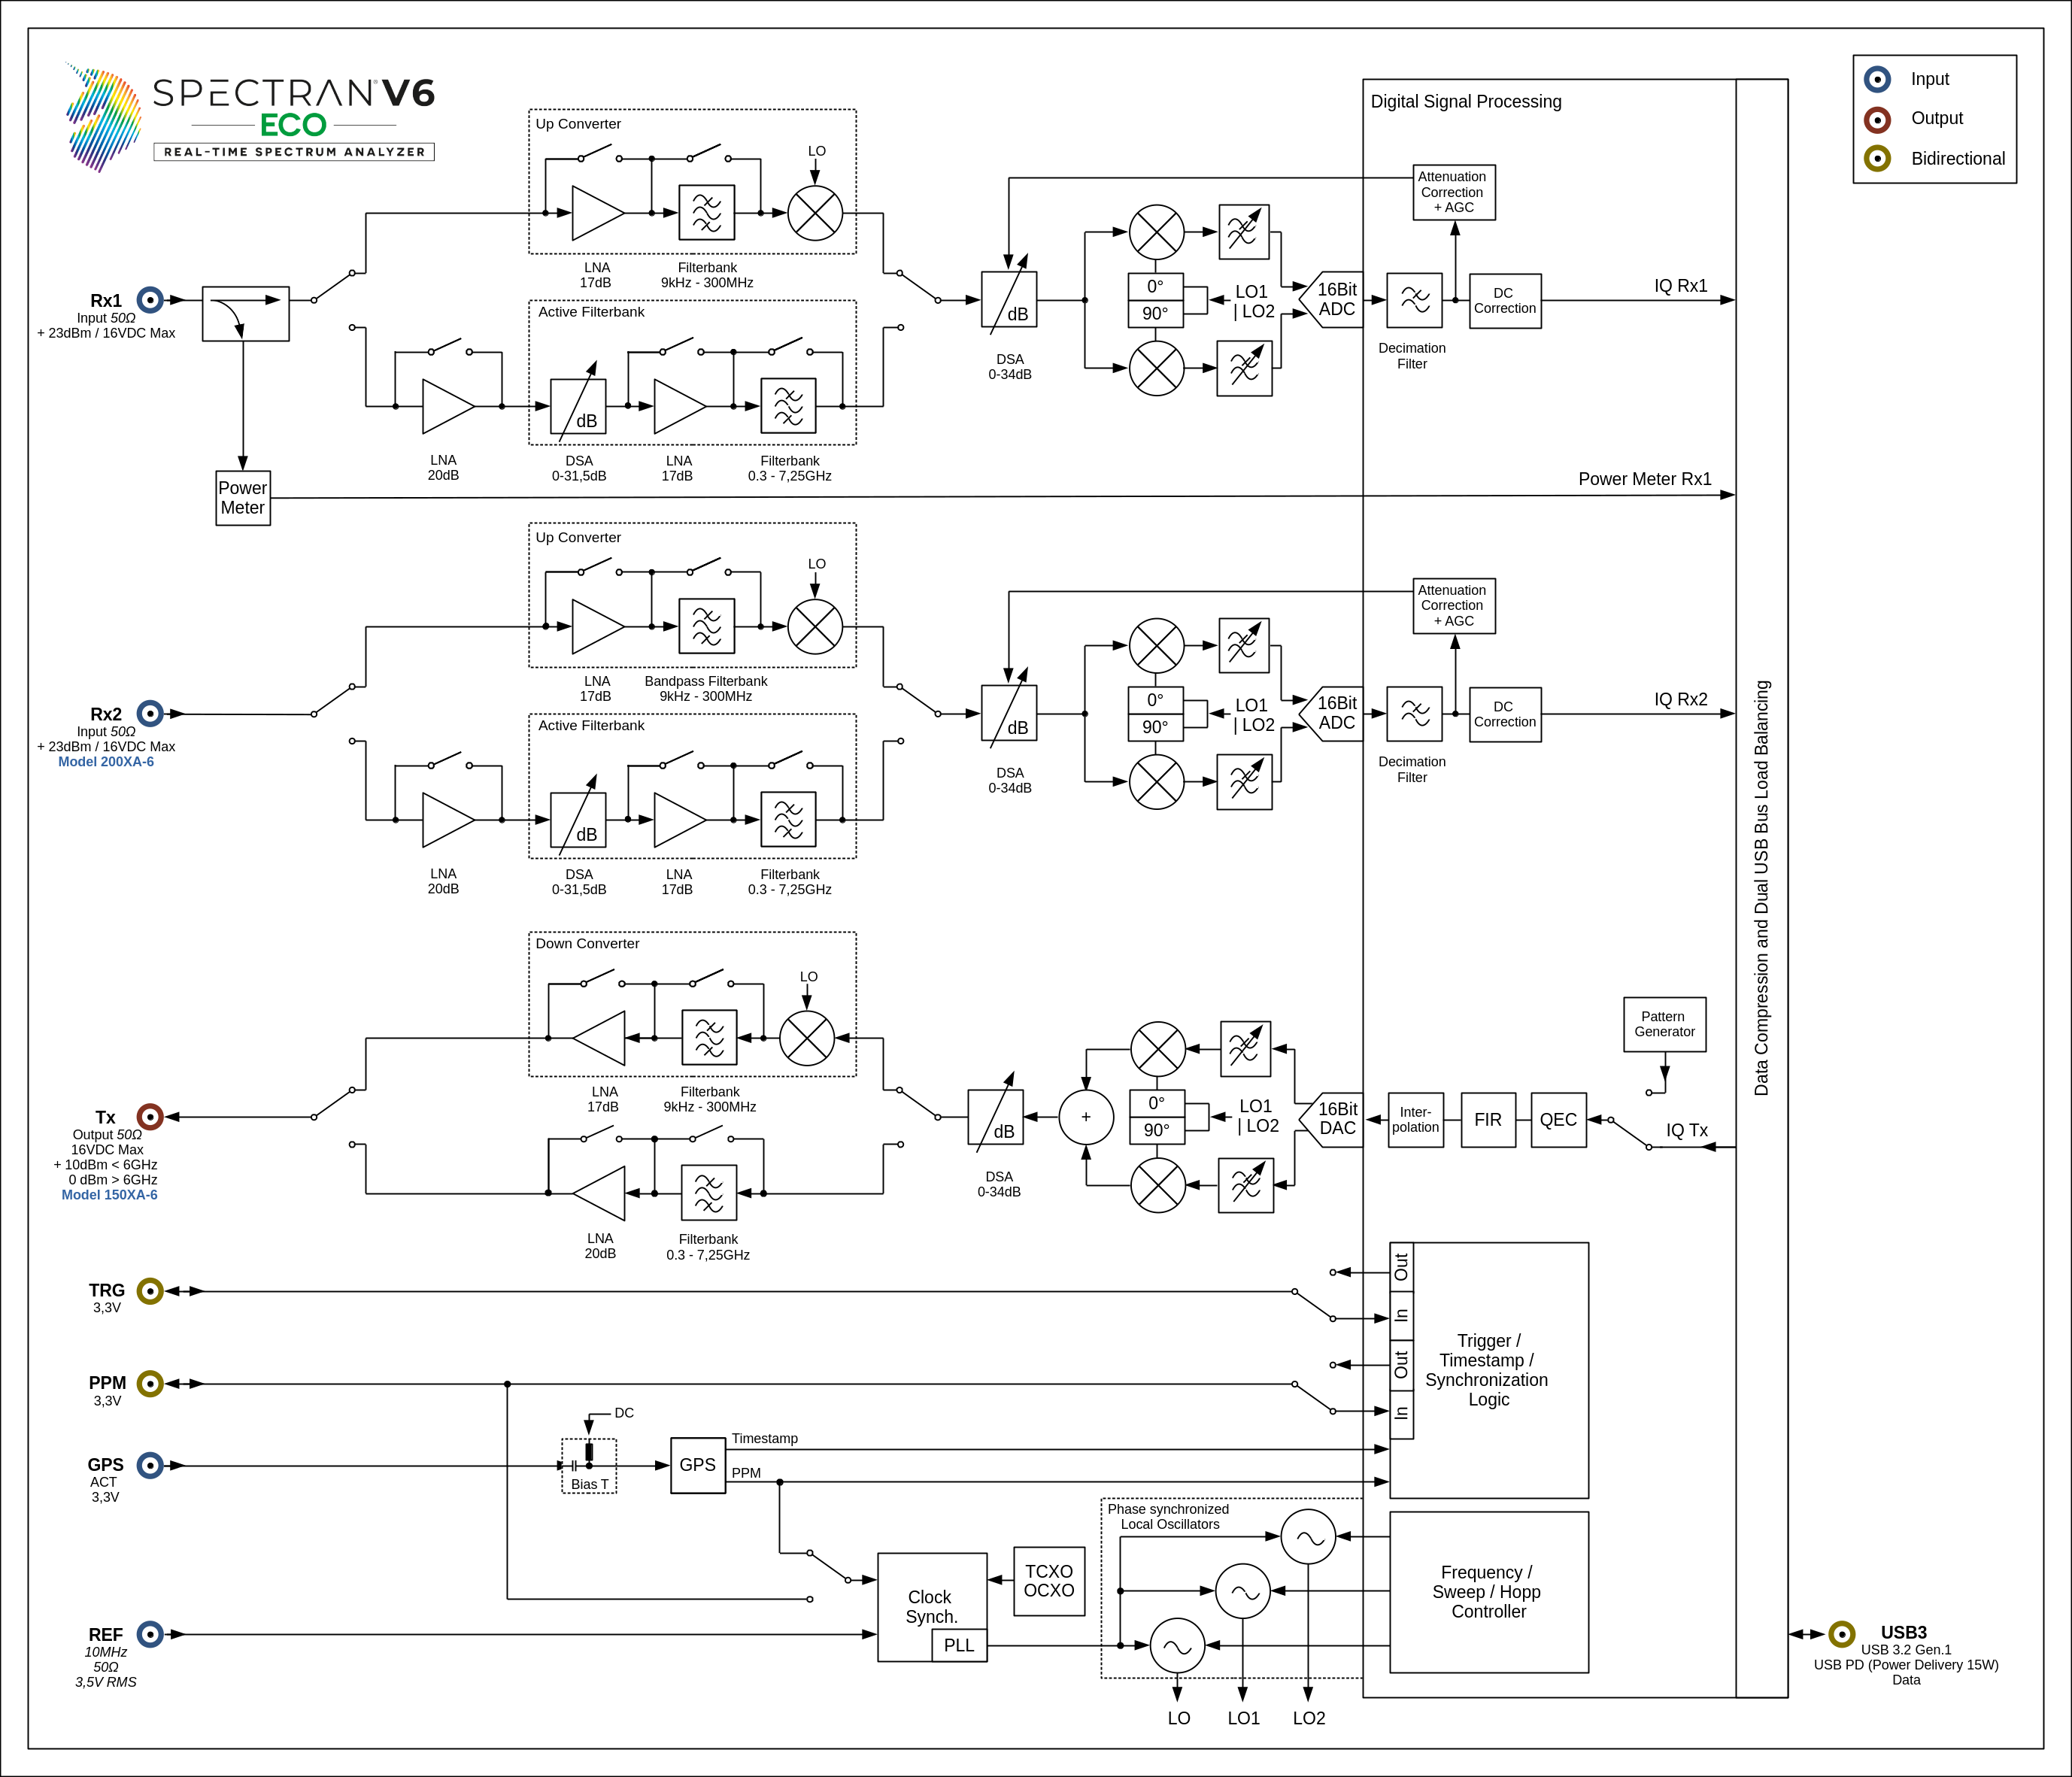 SPECTRAN® V6
ECO
REAL-TIME SPECTRUM ANALYZER
Input
Output
Bidirectional
Digital Signal Processing
Data Compression and Dual USB Bus Load Balancing
Up Converter
LO
LNA
17dB
Filterbank
9kHz - 300MHz
Rx1
Input 50Ω
+ 23dBm / 16VDC Max
Active Filterbank
dB
LNA
20dB
DSA
0-31,5dB
LNA
17dB
Filterbank
0.3 - 7,25GHz
dB
DSA
0-34dB
0°
90°
LO1
| LO2
16Bit
ADC
Attenuation
Correction
+ AGC
Decimation
Filter
DC
Correction
IQ Rx1
Power
Meter
Power Meter Rx1
Up Converter
LO
LNA
17dB
Bandpass Filterbank
9kHz - 300MHz
Rx2
Input 50Ω
+ 23dBm / 16VDC Max
Model 200XA-6
Active Filterbank
dB
LNA
20dB
DSA
0-31,5dB
LNA
17dB
Filterbank
0.3 - 7,25GHz
dB
DSA
0-34dB
0°
90°
LO1
| LO2
16Bit
ADC
Attenuation
Correction
+ AGC
Decimation
Filter
DC
Correction
IQ Rx2
Down Converter
LO
LNA
17dB
Filterbank
9kHz - 300MHz
Tx
Output 50Ω
16VDC Max
+ 10dBm < 6GHz
0 dBm > 6GHz
Model 150XA-6
LNA
20dB
Filterbank
0.3 - 7,25GHz
dB
DSA
0-34dB
+
0°
90°
LO1
| LO2
16Bit
DAC
Inter-
polation
FIR
QEC
Pattern
Generator
IQ Tx
TRG
3,3V
Out
In
Out
In
Trigger /
Timestamp /
Synchronization
Logic
PPM
3,3V
GPS
ACT
3,3V
DC
Bias T
GPS
Timestamp
PPM
Phase synchronized
Local Oscillators
Clock
Synch.
PLL
TCXO
OCXO
Frequency /
Sweep / Hopp
Controller
REF
10MHz
50Ω
3,5V RMS
LO
LO1
LO2
USB3
USB 3.2 Gen.1
USB PD (Power Delivery 15W)
Data